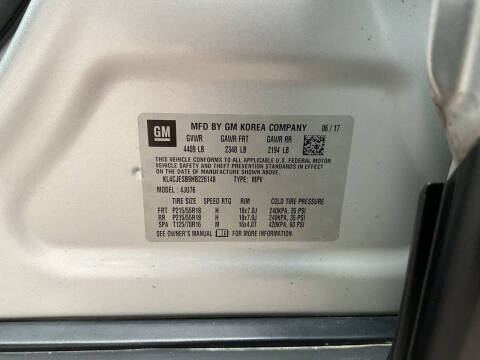 GM
MFD BY GM KOREA COMPANY 06/17
GVWR GAWR FRT GAWR RR
4409 LB 2348 LB 2194 LB
THIS VEHICLE CONFORMS TO ALL APPLICABLE U.S. FEDERAL MOTOR
VEHICLE SAFETY AND THEFT PREVENTION STANDARDS IN EFFECT ON THE
DATE OF MANUFACTURE SHOWN ABOVE.
KL4CJESB9HB226148 TYPE: MPV
MODEL: 4JU76
TIRE SIZE SPEED RTG RIM COLD TIRE PRESSURE
FRT P215/55R18 H 18x7.0J 240KPA, 35 PSI
RR P215/55R18 H 18x7.0J 240KPA, 35 PSI
SPA T125/70R16 M 16x4.0T 420KPA, 60 PSI
SEE OWNER'S MANUAL FOR MORE INFORMATION.